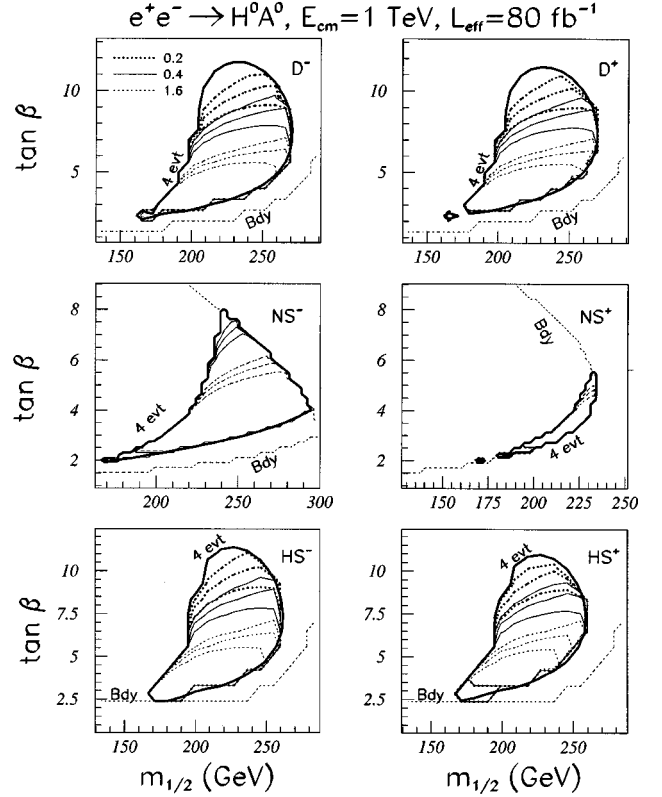 e⁺e⁻ → H⁰A⁰, E_cm=1 TeV, L_eff=80 fb⁻¹
0.2
0.4
1.6
D⁻
4 evt
Bdy
tan β
10
5
150 200 250
D⁺
4 evt
Bdy
10
5
150 200 250
NS⁻
4 evt
Bdy
tan β
8
6
4
2
200 250 300
NS⁺
Bdy
4 evt
8
6
4
2
150 175 200 225 250
HS⁻
4 evt
Bdy
tan β
10
7.5
5
2.5
150 200 250
m_1/2 (GeV)
HS⁺
4 evt
Bdy
10
7.5
5
2.5
150 200 250
m_1/2 (GeV)